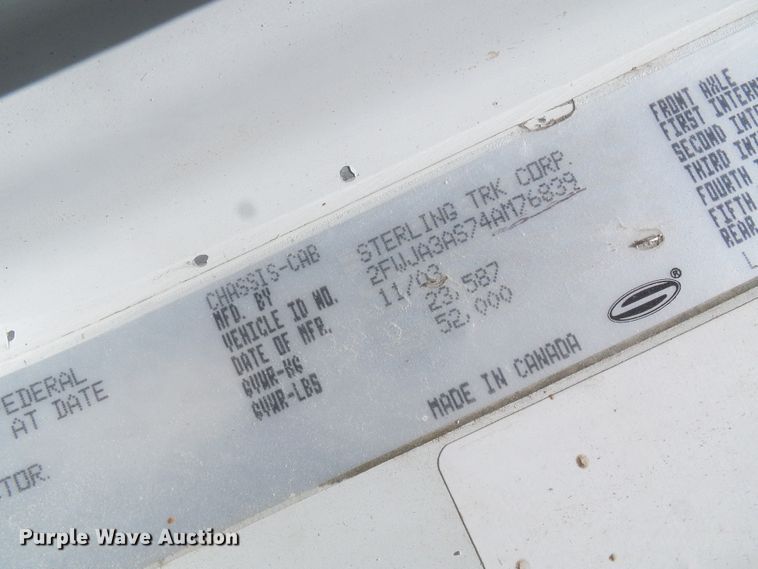 EDERAL
AT DATE
TOR.
CHASSIS-CAB
MFD. BY STERLING TRK CORP.
VEHICLE ID NO. 2FWJA3AS74AM76839
DATE OF MFR. 11/03
GVWR-KG 23,587
GVWR-LBS 52,000
MADE IN CANADA
®
FRONT AXLE
FIRST INTERM
SECOND INTE
THIRD INT
FOURTH
FIFTH
REAR
L
Purple Wave Auction